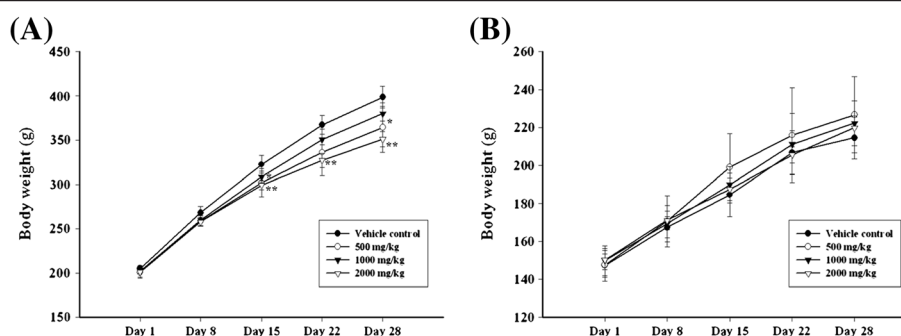 (A)
450
400
350
300
250
200
150
Body weight (g)
*
**
**
*
**
Vehicle control
500 mg/kg
1000 mg/kg
2000 mg/kg
Day 1 Day 8 Day 15 Day 22 Day 28
(B)
260
240
220
200
180
160
140
120
Body weight (g)
Vehicle control
500 mg/kg
1000 mg/kg
2000 mg/kg
Day 1 Day 8 Day 15 Day 22 Day 28